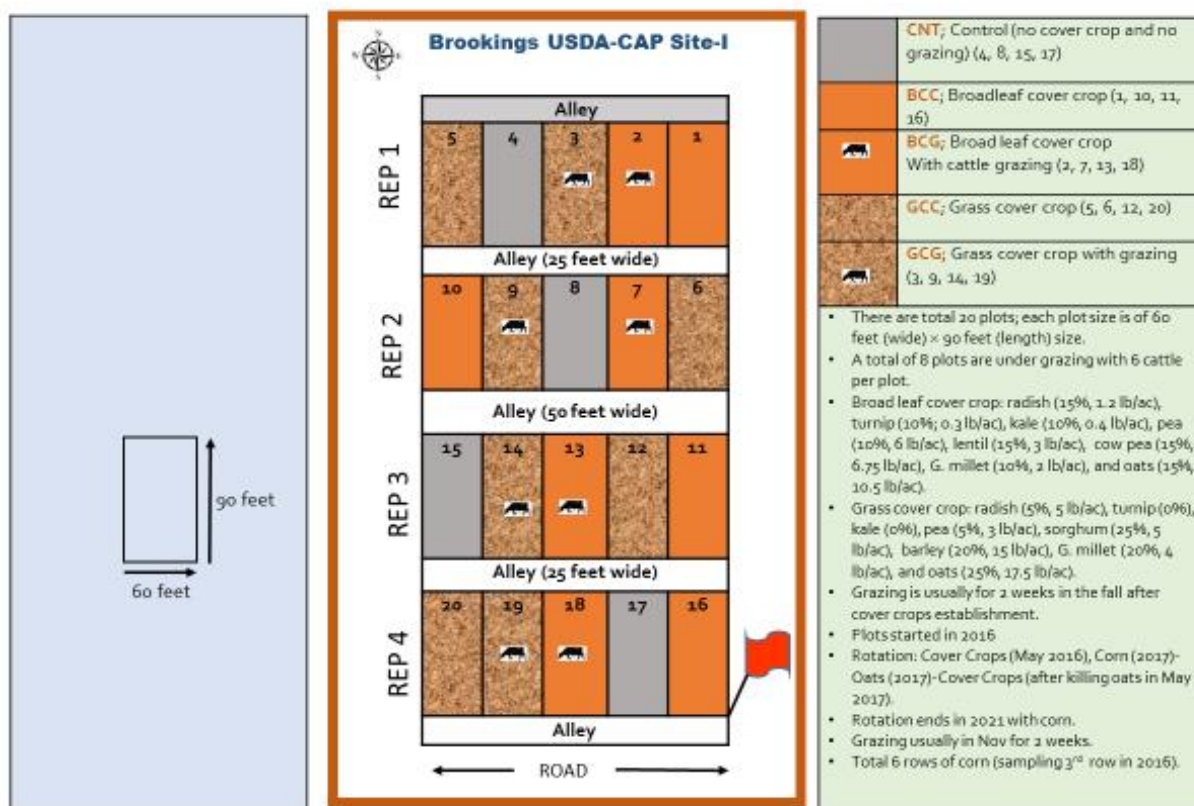 90 feet
60 feet
Brookings USDA-CAP Site-I
N
Alley
REP 1
5 4 3 2 1
Alley (25 feet wide)
REP 2
10 9 8 7 6
Alley (50 feet wide)
REP 3
15 14 13 12 11
Alley (25 feet wide)
REP 4
20 19 18 17 16
Alley
ROAD
CNT; Control (no cover crop and no
grazing) (4, 8, 15, 17)
BCC; Broadleaf cover crop (1, 10, 11,
16)
BCG; Broad leaf cover crop
With cattle grazing (2, 7, 13, 18)
GCC; Grass cover crop (5, 6, 12, 20)
GCG; Grass cover crop with grazing
(3, 9, 14, 19)
• There are total 20 plots; each plot size is of 60
feet (wide) × 90 feet (length) size.
• A total of 8 plots are under grazing with 6 cattle
per plot.
• Broad leaf cover crop: radish (15%, 1.2 lb/ac),
turnip (10%; 0.3 lb/ac), kale (10%, 0.4 lb/ac), pea
(10%, 6 lb/ac), lentil (15%, 3 lb/ac), cow pea (15%,
6.75 lb/ac), G. millet (10%, 2 lb/ac), and oats (15%,
10.5 lb/ac).
• Grass cover crop: radish (5%, 5 lb/ac), turnip (0%),
kale (0%), pea (5%, 3 lb/ac), sorghum (25%, 5
lb/ac), barley (20%, 15 lb/ac), G. millet (20%, 4
lb/ac), and oats (25%, 17.5 lb/ac).
• Grazing is usually for 2 weeks in the fall after
cover crops establishment.
• Plots started in 2016
• Rotation: Cover Crops (May 2016), Corn (2017)-
Oats (2017)-Cover Crops (after killing oats in May
2017).
• Rotation ends in 2021 with corn.
• Grazing usually in Nov for 2 weeks.
• Total 6 rows of corn (sampling 3rd row in 2016).